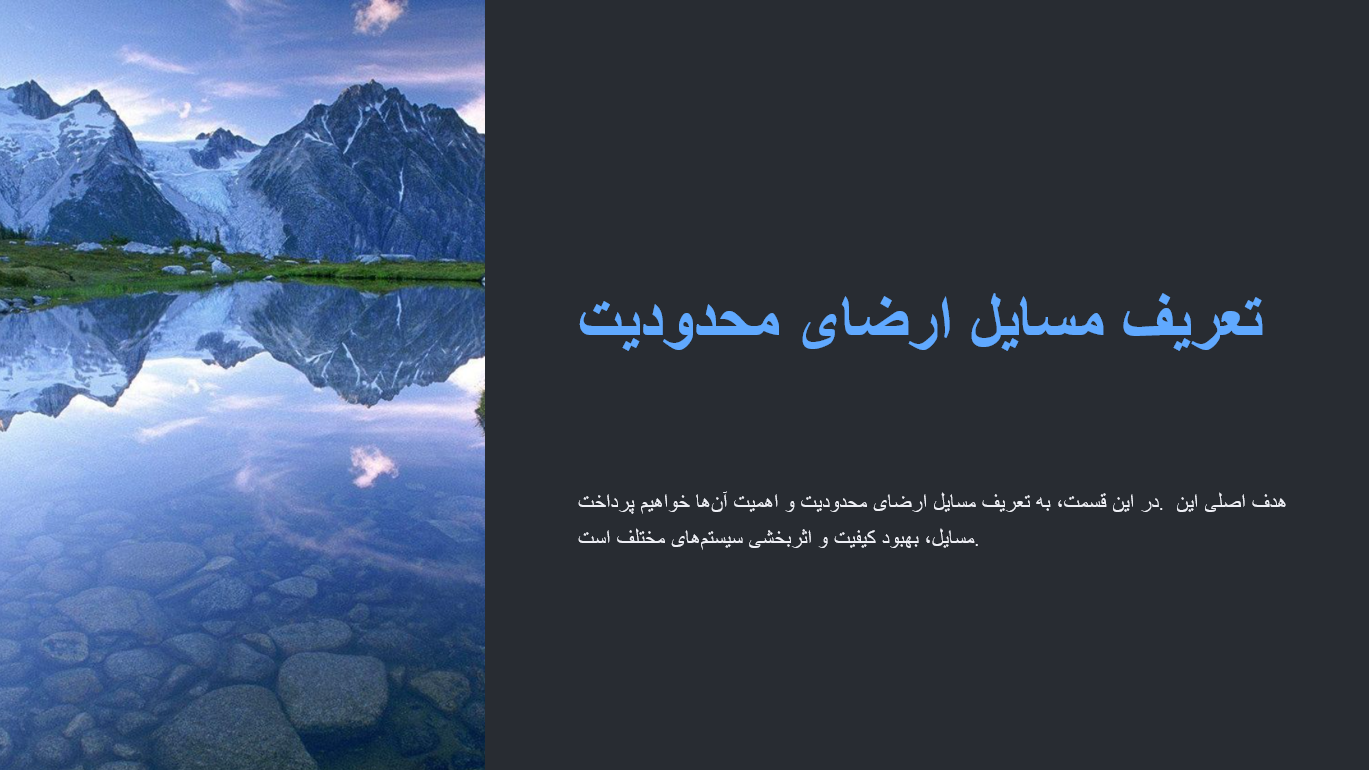 تعریف مسایل ارضای محدودیت
در این قسمت، به تعریف مسایل ارضای محدودیت و اهمیت آن‌ها خواهیم پرداخت. هدف اصلی این
مسایل، بهبود کیفیت و اثربخشی سیستم‌های مختلف است.